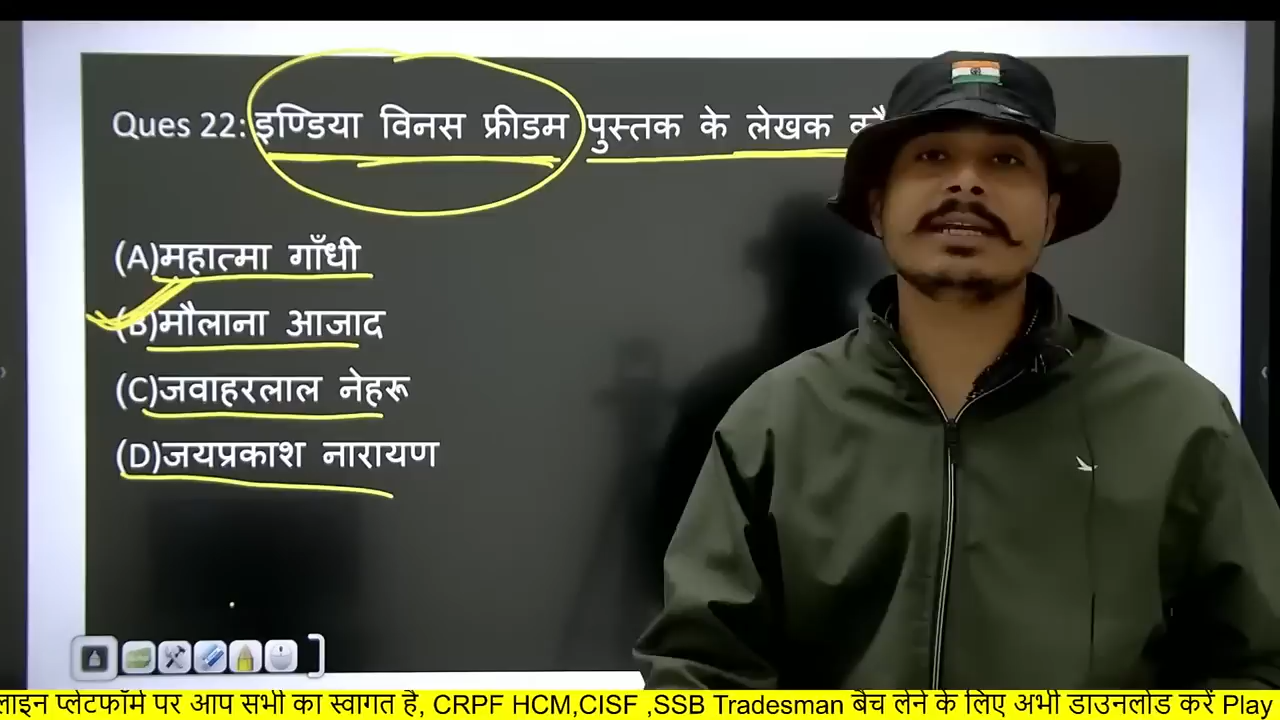 Ques 22: इण्डिया विनस फ्रीडम पुस्तक के लेखक
(A)महात्मा गाँधी
(B)मौलाना आजाद
(C)जवाहरलाल नेहरू
(D)जयप्रकाश नारायण
प्लेटफॉर्म पर आप सभी का स्वागत है, CRPF HCM,CISF ,SSB Tradesman बैच लेने के लिए अभी डाउनलोड करें Play